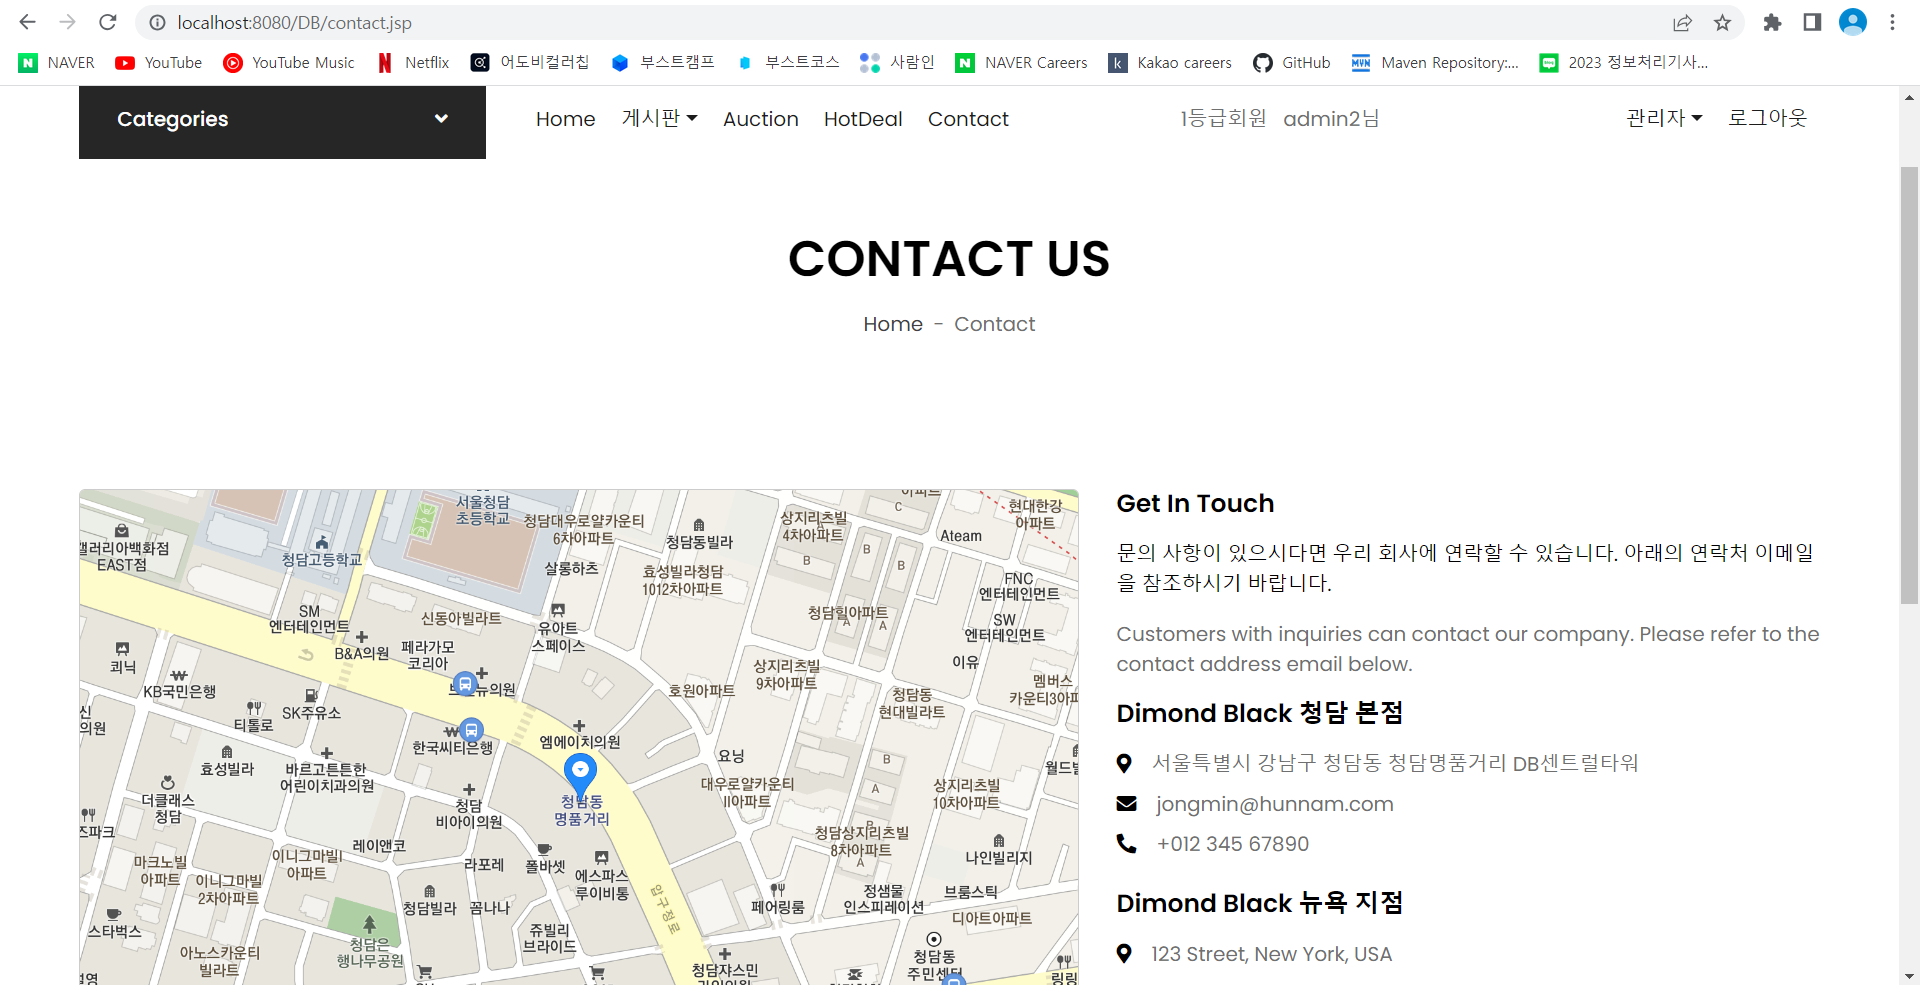 localhost:8080/DB/contact.jsp
NAVER YouTube YouTube Music Netflix 어도비컬러칩 부스트캠프 부스트코스 사람인 NAVER Careers Kakao careers GitHub Maven Repository:... 2023 정보처리기사...
Categories Home 게시판 Auction HotDeal Contact 1등급회원 admin2님 관리자 로그아웃
CONTACT US
Home - Contact
서울청담
초등학교
청담대우로얄카운티
6차아파트
상지리츠빌
4차아파트
C
현대한강
아파트
갤러리아백화점
EAST점
청담고등학교
청담동빌라
Ateam
살롱하츠
효성빌라청담
1012차아파트
A
B
B
B
FNC
엔터테인먼트
SM
엔터테인먼트
신동아빌라트
유아트
스페이스
청담힐아파트
A
A
SW
엔터테인먼트
쾨닉
B&A의원
페라가모
코리아
상지리츠빌
9차아파트
이유
KB국민은행
호원아파트
청담동
현대빌라트
멤버스
카운티3아파
티톨로
SK주유소
한국씨티은행
엠에이치의원
요닝
효성빌라
바르고튼튼한
어린이치과의원
대우로얄카운티
II아파트
B
A
상지리츠빌
10차아파트
월드빌
더클래스
청담
청담
비아이의원
청담동
명품거리
청담상지리츠빌
8차아파트
B
A
레이앤코
마크노빌
아파트
이니그마빌I
아파트
라포레
폴바셋
에스파스
루이비통
나인빌리지
이니그마빌
2차아파트
청담빌라
꼼나나
압구정로
페어링룸
정샘물
인스피레이션
브룸스틱
디아트아파트
스타벅스
쥬빌리
브라이드
아노스카운티
빌라트
청담은
행나무공원
청담쟈스민
청담동
주민센터
링링
Get In Touch
문의 사항이 있으시다면 우리 회사에 연락할 수 있습니다. 아래의 연락처 이메일
을 참조하시기 바랍니다.
Customers with inquiries can contact our company. Please refer to the
contact address email below.
Dimond Black 청담 본점
서울특별시 강남구 청담동 청담명품거리 DB센트럴타워
jongmin@hunnam.com
+012 345 67890
Dimond Black 뉴욕 지점
123 Street, New York, USA